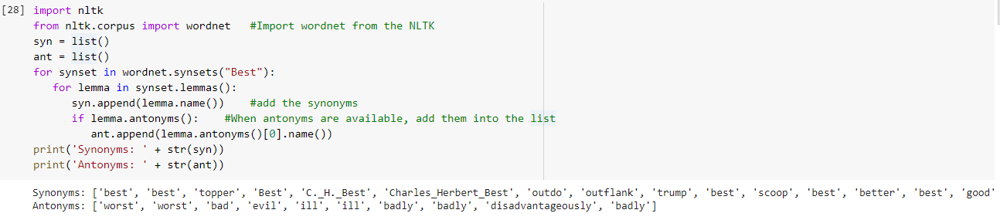 [28] import nltk
from nltk.corpus import wordnet   #Import wordnet from the NLTK
syn = list()
ant = list()
for synset in wordnet.synsets("Best"):
   for lemma in synset.lemmas():
      syn.append(lemma.name())    #add the synonyms
      if lemma.antonyms():    #When antonyms are available, add them into the list
         ant.append(lemma.antonyms()[0].name())
print('Synonyms: ' + str(syn))
print('Antonyms: ' + str(ant))
Synonyms: ['best', 'best', 'topper', 'Best', 'C._H._Best', 'Charles_Herbert_Best', 'outdo', 'outflank', 'trump', 'best', 'scoop', 'best', 'better', 'best', 'good'
Antonyms: ['worst', 'worst', 'bad', 'evil', 'ill', 'ill', 'badly', 'badly', 'disadvantageously', 'badly']